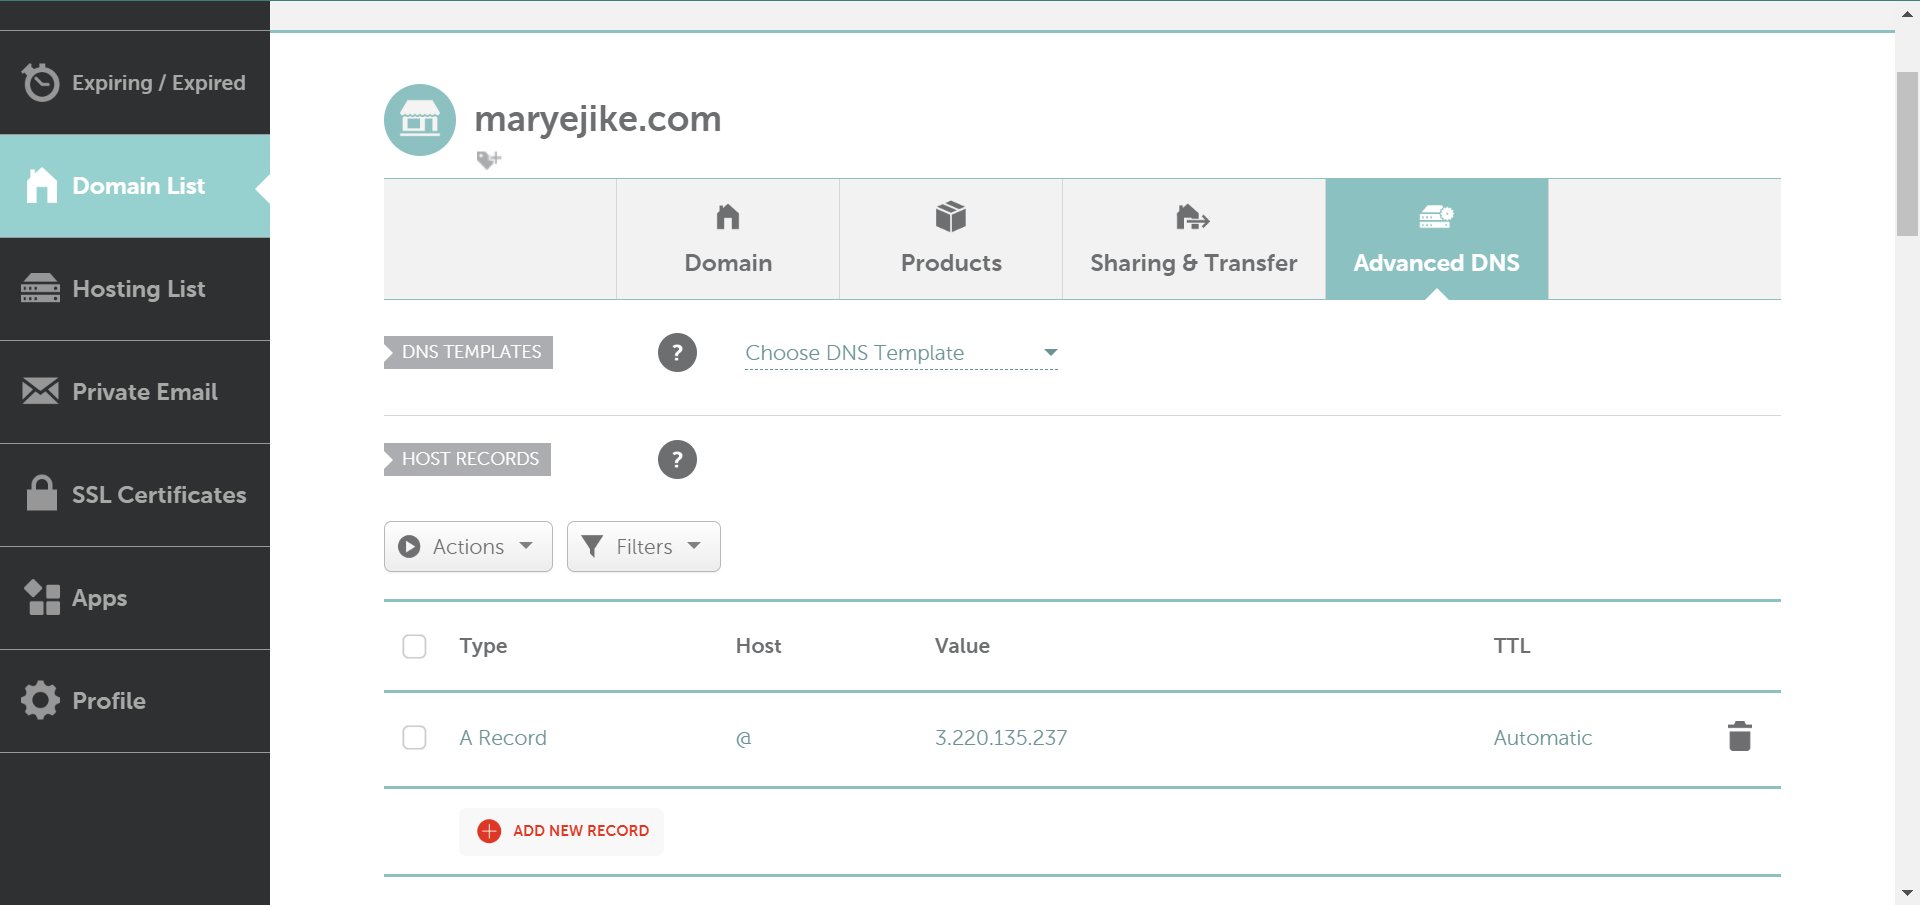 Expiring / Expired
Domain List
Hosting List
Private Email
SSL Certificates
Apps
Profile
maryejike.com
Domain
Products
Sharing & Transfer
Advanced DNS
DNS TEMPLATES
?
Choose DNS Template
HOST RECORDS
?
Actions
Filters
Type Host Value TTL
A Record @ 3.220.135.237 Automatic
ADD NEW RECORD